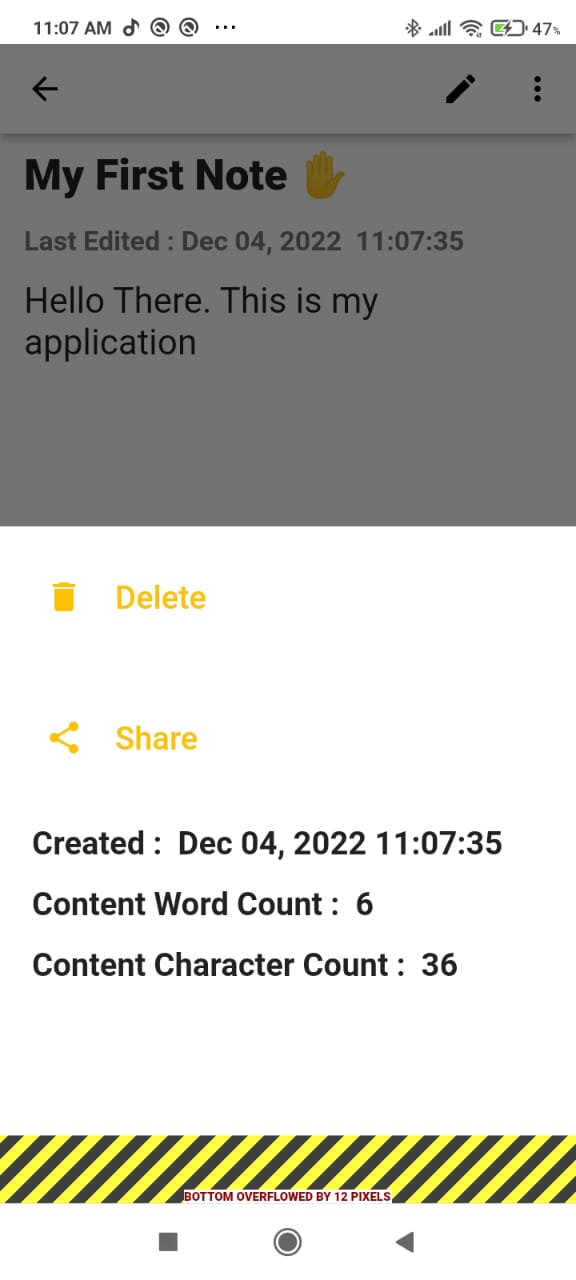 11:07 AM
47%
My First Note ✋
Last Edited : Dec 04, 2022  11:07:35
Hello There. This is my
application
Delete
Share
Created :  Dec 04, 2022 11:07:35
Content Word Count :  6
Content Character Count :  36
BOTTOM OVERFLOWED BY 12 PIXELS